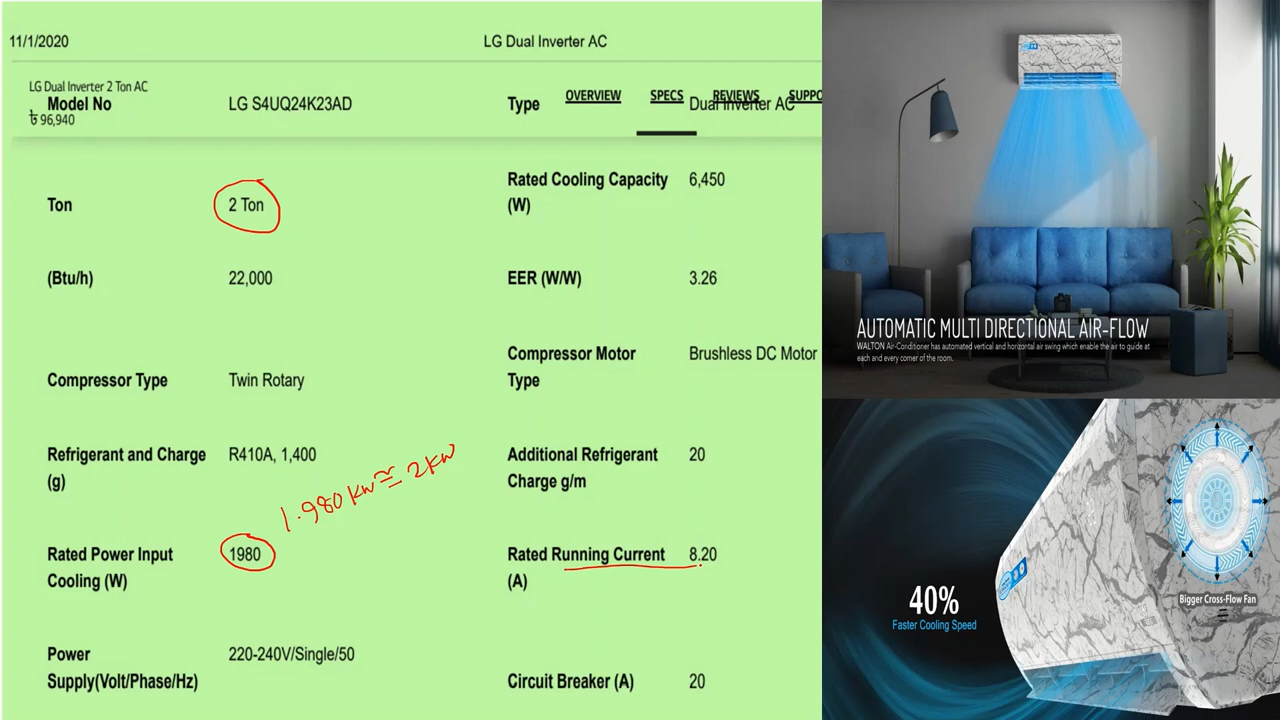 11/1/2020
LG Dual Inverter AC
LG Dual Inverter 2 Ton AC
৳ 96,940
OVERVIEW SPECS REVIEWS SUPPO
Model No LG S4UQ24K23AD
Type Dual Inverter AC
Ton 2 Ton
Rated Cooling Capacity (W) 6,450
(Btu/h) 22,000
EER (W/W) 3.26
Compressor Type Twin Rotary
Compressor Motor Type Brushless DC Motor
Refrigerant and Charge (g) R410A, 1,400
Additional Refrigerant Charge g/m 20
1.980 KW ≅ 2 KW
Rated Power Input Cooling (W) 1980
Rated Running Current (A) 8.20
Power Supply(Volt/Phase/Hz) 220-240V/Single/50
Circuit Breaker (A) 20
AUTOMATIC MULTI DIRECTIONAL AIR-FLOW
WALTON Air-Conditioner has automated vertical and horizontal air swing which enable the air to guide at
each and every corner of the room.
40%
Faster Cooling Speed
Bigger Cross-Flow Fan